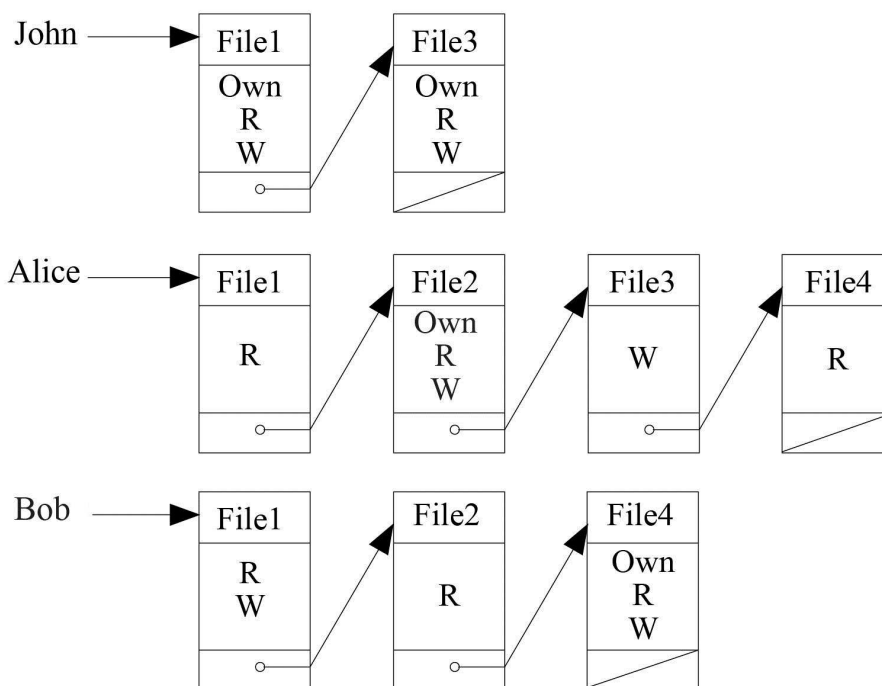 John
File1
File3
Own
R
W
Own
R
W
Alice
File1
File2
File3
File4
R
Own
R
W
W
R
Bob
File1
File2
File4
R
W
R
Own
R
W